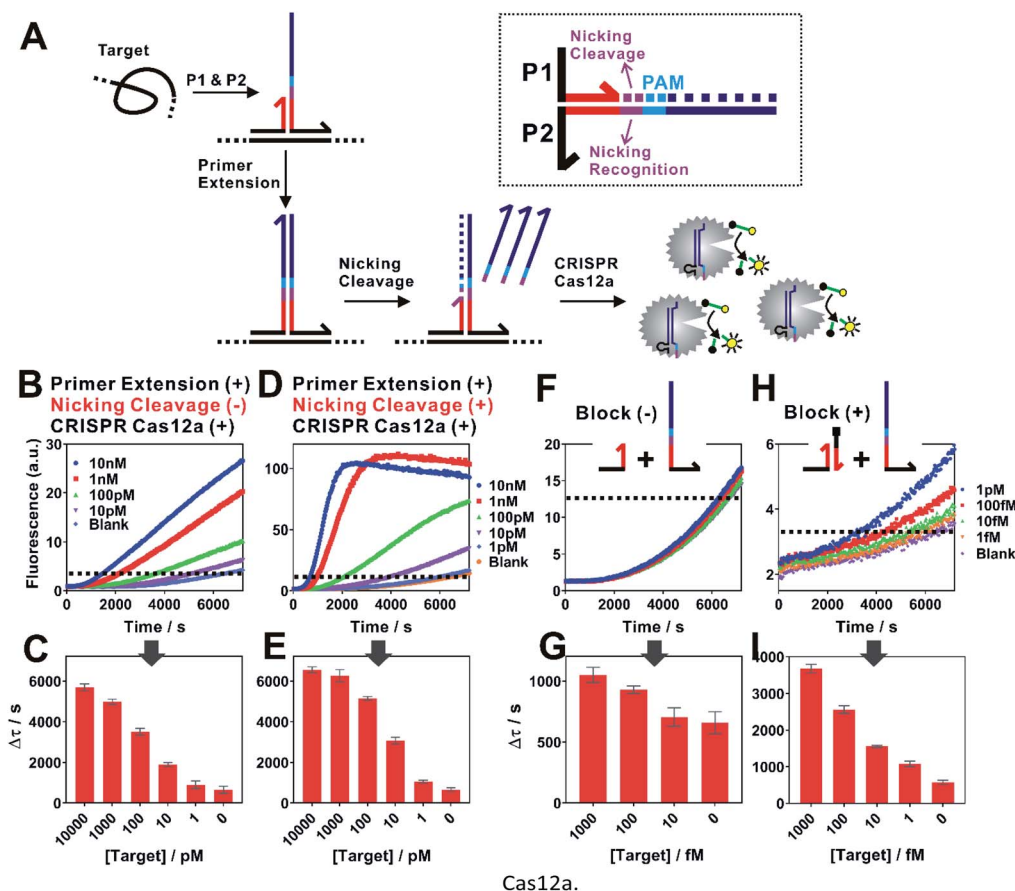 A
Target
P1 & P2
Primer
Extension
Nicking
Cleavage
CRISPR
Cas12a
Nicking
Cleavage
P1
PAM
P2
Nicking
Recognition
B
Primer Extension (+)
Nicking Cleavage (-)
CRISPR Cas12a (+)
Fluorescence (a.u.)
30
20
10
0
10nM
1nM
100pM
10pM
Blank
0 2000 4000 6000
Time / s
D
Primer Extension (+)
Nicking Cleavage (+)
CRISPR Cas12a (+)
100
50
0
10nM
1nM
100pM
10pM
1pM
Blank
0 2000 4000 6000
Time / s
F
Block (-)
+
20
15
10
5
0
0 2000 4000 6000
Time / s
H
Block (+)
+
6
4
2
1pM
100fM
10fM
1fM
Blank
0 2000 4000 6000
Time / s
C
Δτ / s
6000
4000
2000
0
10000 1000 100 10 1 0
[Target] / pM
E
6000
4000
2000
0
10000 1000 100 10 1 0
[Target] / pM
G
Δτ / s
1000
500
0
1000 100 10 0
[Target] / fM
I
4000
3000
2000
1000
0
1000 100 10 1 0
[Target] / fM
Cas12a.